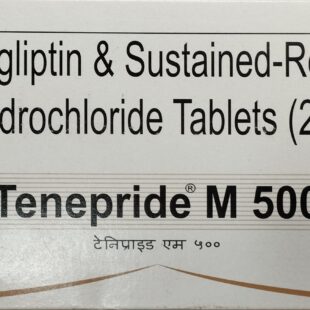 gliptin & Sustained-Re
drochloride Tablets (2
Tenepride® M 500
टेनिप्राइड एम ५००